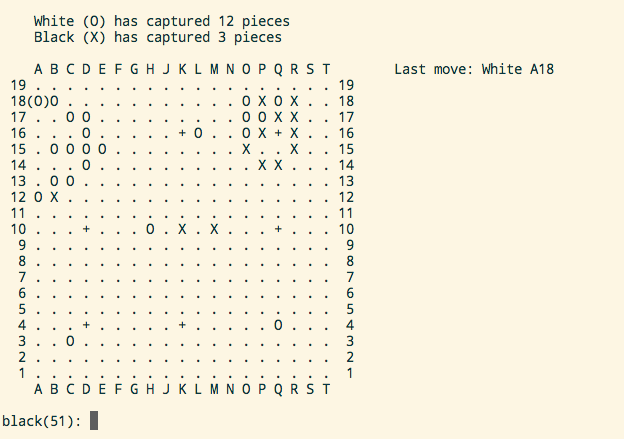 White (O) has captured 12 pieces
Black (X) has captured 3 pieces
A B C D E F G H J K L M N O P Q R S T Last move: White A18
19 . . . . . . . . . . . . . . . . . . . 19
18(O)O . . . . . . . . . . . O X O X . . 18
17 . . O O . . . . . . . . . O O X X . . 17
16 . . . O . . . . . + O . . O X + X . . 16
15 . O O O O . . . . . . . . X . . X . . 15
14 . . . O . . . . . . . . . . X X . . . 14
13 . O O . . . . . . . . . . . . . . . . 13
12 O X . . . . . . . . . . . . . . . . . 12
11 . . . . . . . . . . . . . . . . . . . 11
10 . . . + . . . O . X . X . . . + . . . 10
9 . . . . . . . . . . . . . . . . . . . 9
8 . . . . . . . . . . . . . . . . . . . 8
7 . . . . . . . . . . . . . . . . . . . 7
6 . . . . . . . . . . . . . . . . . . . 6
5 . . . . . . . . . . . . . . . . . . . 5
4 . . . + . . . . . + . . . . . O . . . 4
3 . . O . . . . . . . . . . . . . . . . 3
2 . . . . . . . . . . . . . . . . . . . 2
1 . . . . . . . . . . . . . . . . . . . 1
A B C D E F G H J K L M N O P Q R S T
black(51):